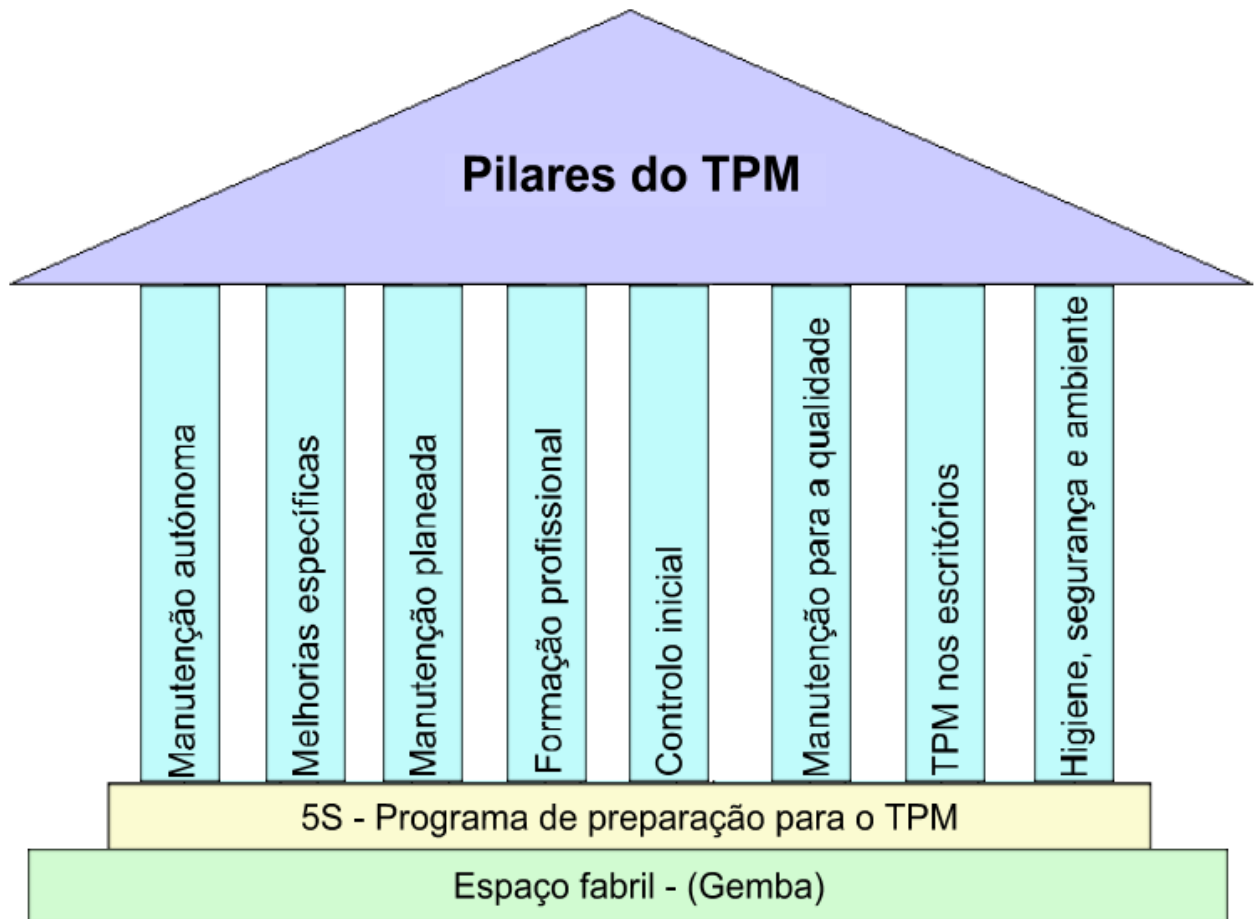 Pilares do TPM
Manutenção autónoma
Melhorias específicas
Manutenção planeada
Formação profissional
Controlo inicial
Manutenção para a qualidade
TPM nos escritórios
Higiene, segurança e ambiente
5S - Programa de preparação para o TPM
Espaço fabril - (Gemba)